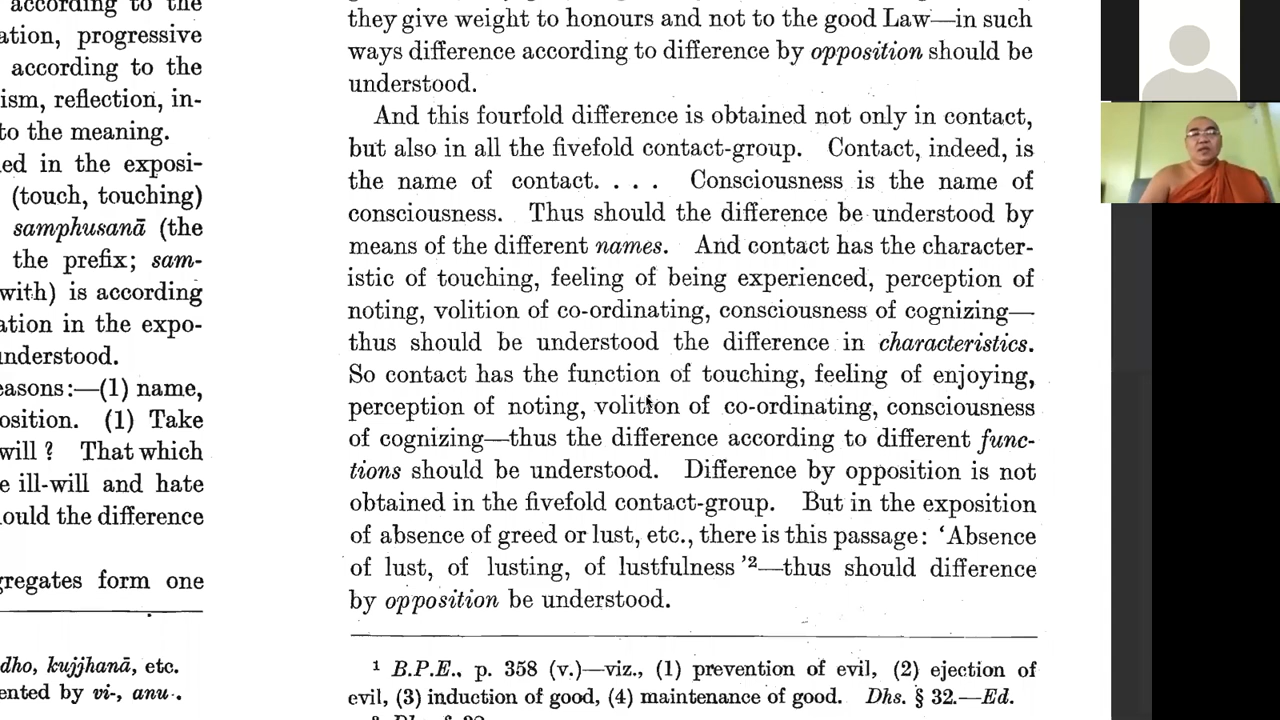 according to the
ation, progressive
according to the
ism, reflection, in-
to the meaning.
ed in the exposi-
(touch, touching)
samphusanā (the
the prefix; sam-
with) is according
ation in the expo-
nderstood.
easons:—(1) name,
osition. (1) Take
will ? That which
e ill-will and hate
ould the difference
gregates form one
dho, kujjhanā, etc.
ented by vi-, anu-.
they give weight to honours and not to the good Law—in such
ways difference according to difference by opposition should be
understood.
And this fourfold difference is obtained not only in contact,
but also in all the fivefold contact-group. Contact, indeed, is
the name of contact. . . . Consciousness is the name of
consciousness. Thus should the difference be understood by
means of the different names. And contact has the character-
istic of touching, feeling of being experienced, perception of
noting, volition of co-ordinating, consciousness of cognizing—
thus should be understood the difference in characteristics.
So contact has the function of touching, feeling of enjoying,
perception of noting, volition of co-ordinating, consciousness
of cognizing—thus the difference according to different func-
tions should be understood. Difference by opposition is not
obtained in the fivefold contact-group. But in the exposition
of absence of greed or lust, etc., there is this passage: ‘Absence
of lust, of lusting, of lustfulness ’²—thus should difference
by opposition be understood.
¹ B.P.E., p. 358 (v.)—viz., (1) prevention of evil, (2) ejection of
evil, (3) induction of good, (4) maintenance of good. Dhs. § 32.—Ed.